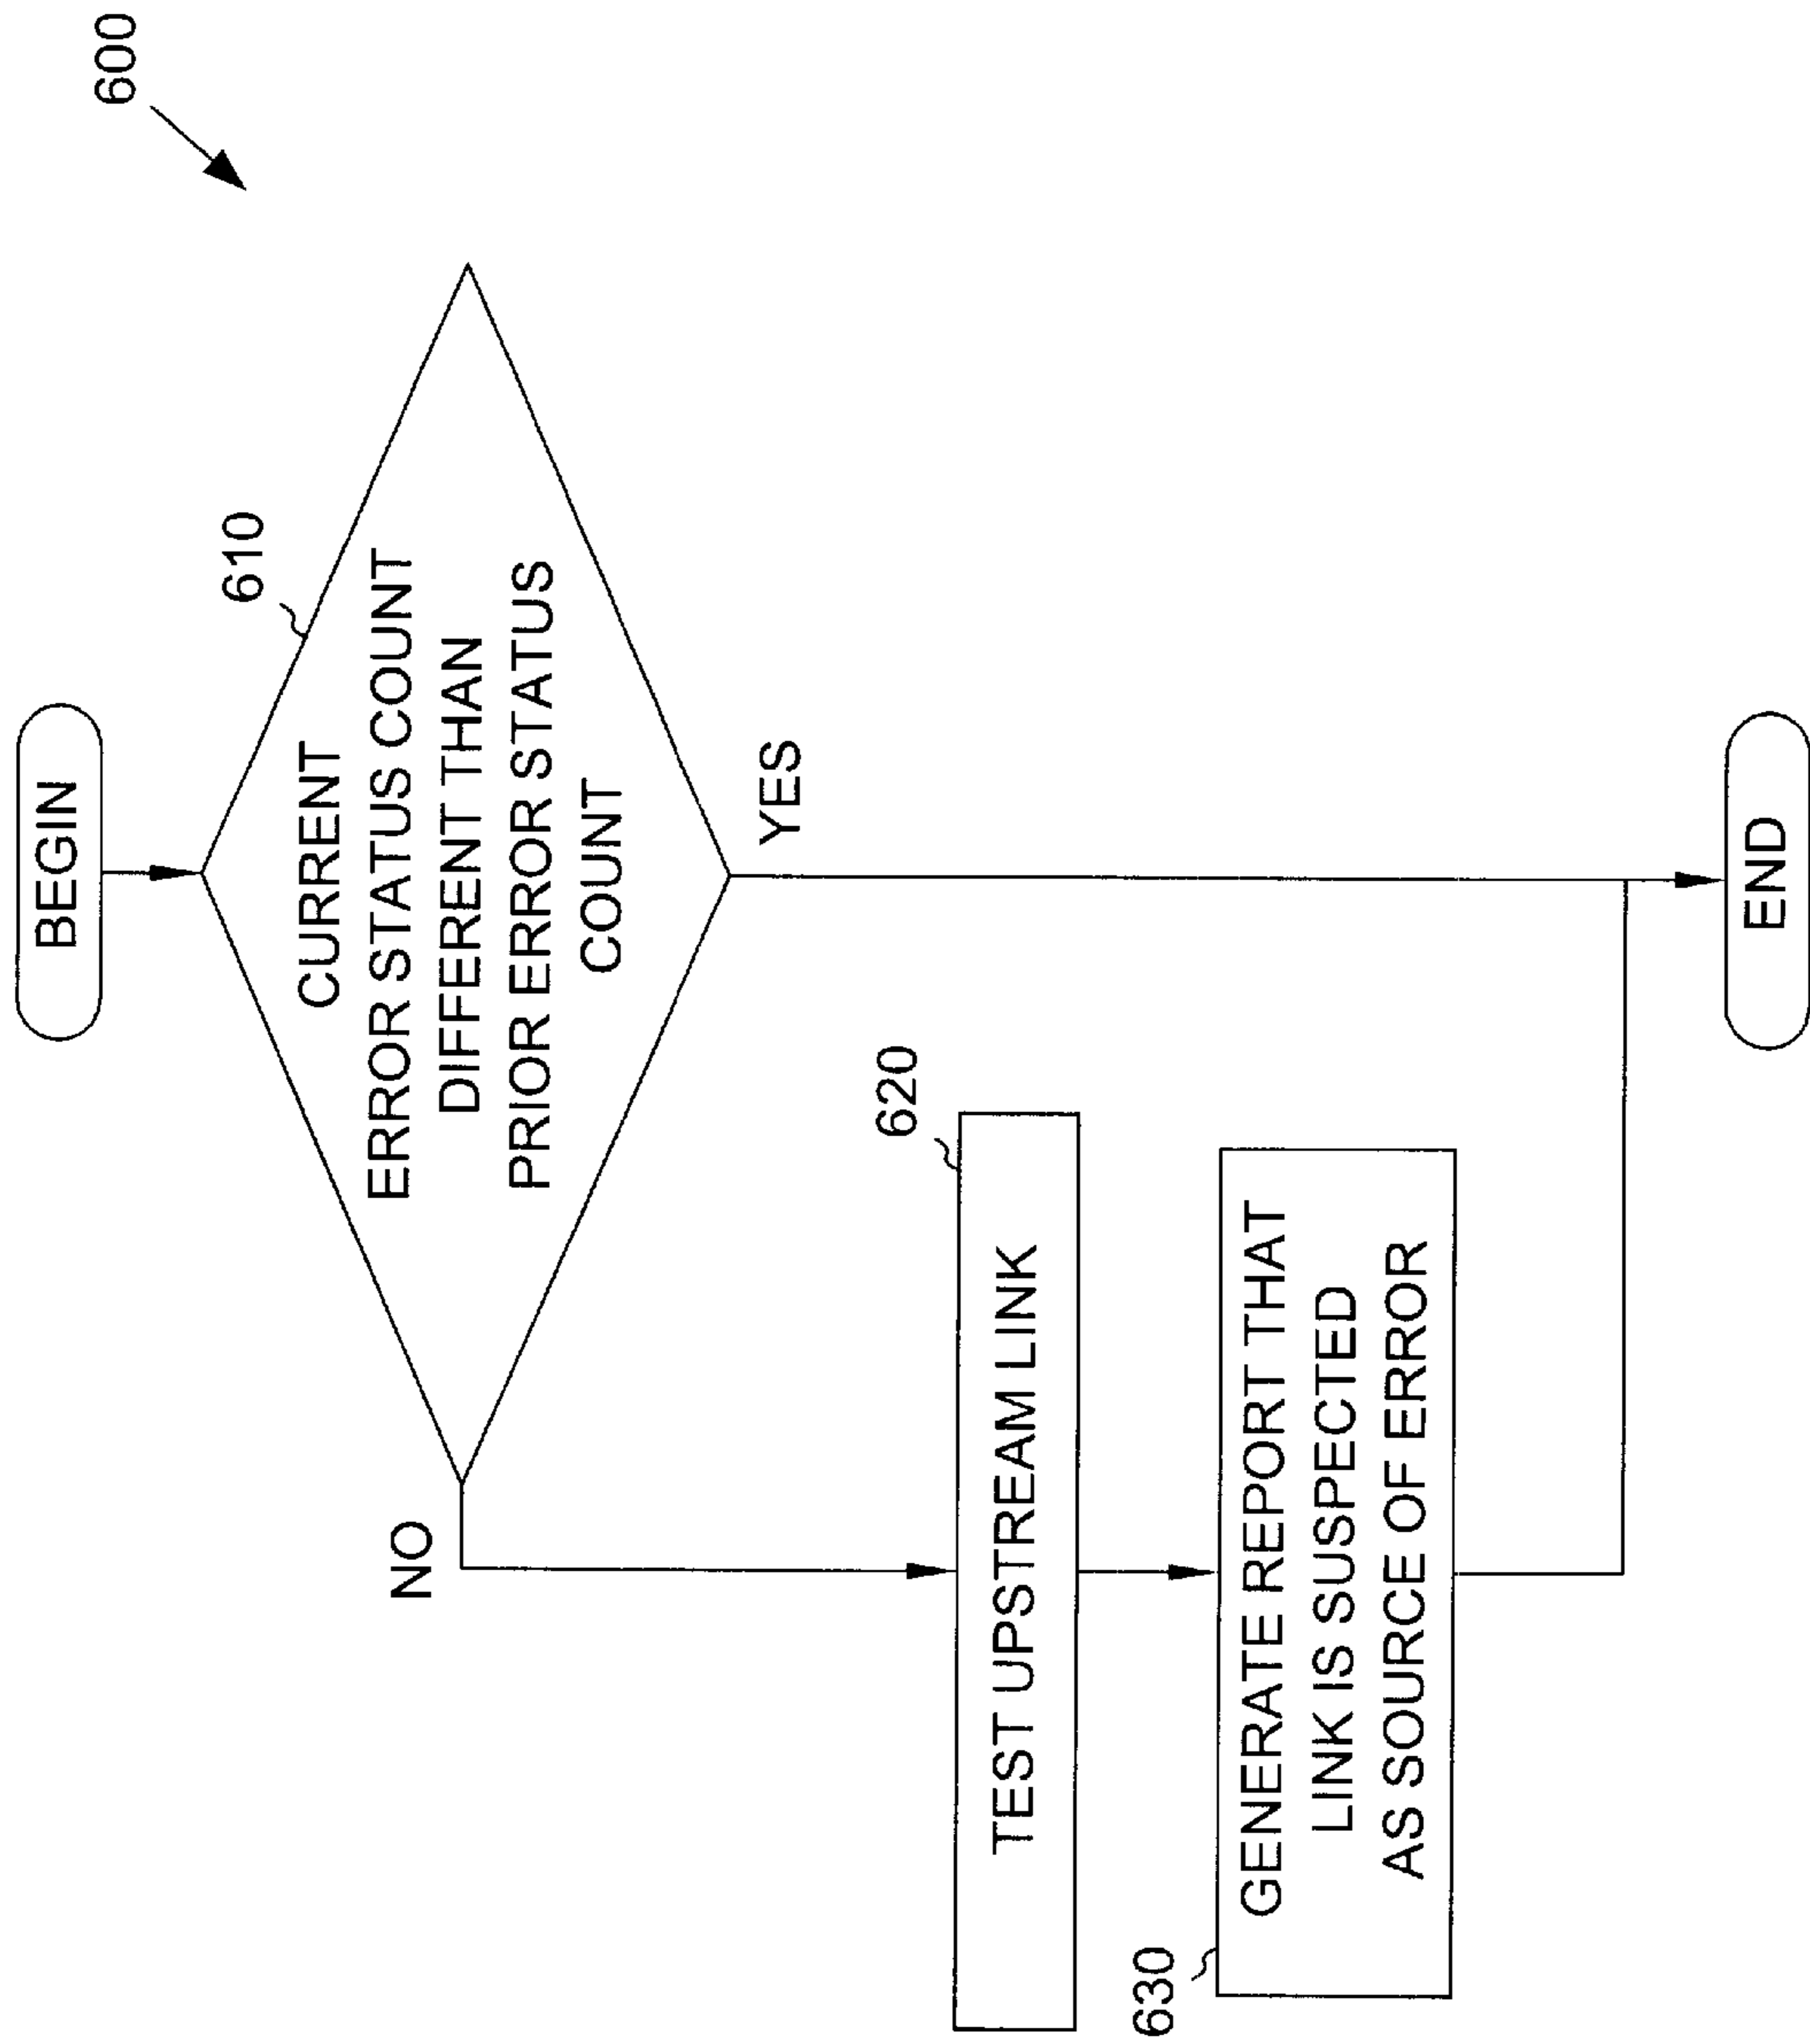 600
BEGIN
610
CURRENT
ERROR STATUS COUNT
DIFFERENT THAN
PRIOR ERROR STATUS
COUNT
NO
YES
620
TEST UPSTREAM LINK
630
GENERATE REPORT THAT
LINK IS SUSPECTED
AS SOURCE OF ERROR
END